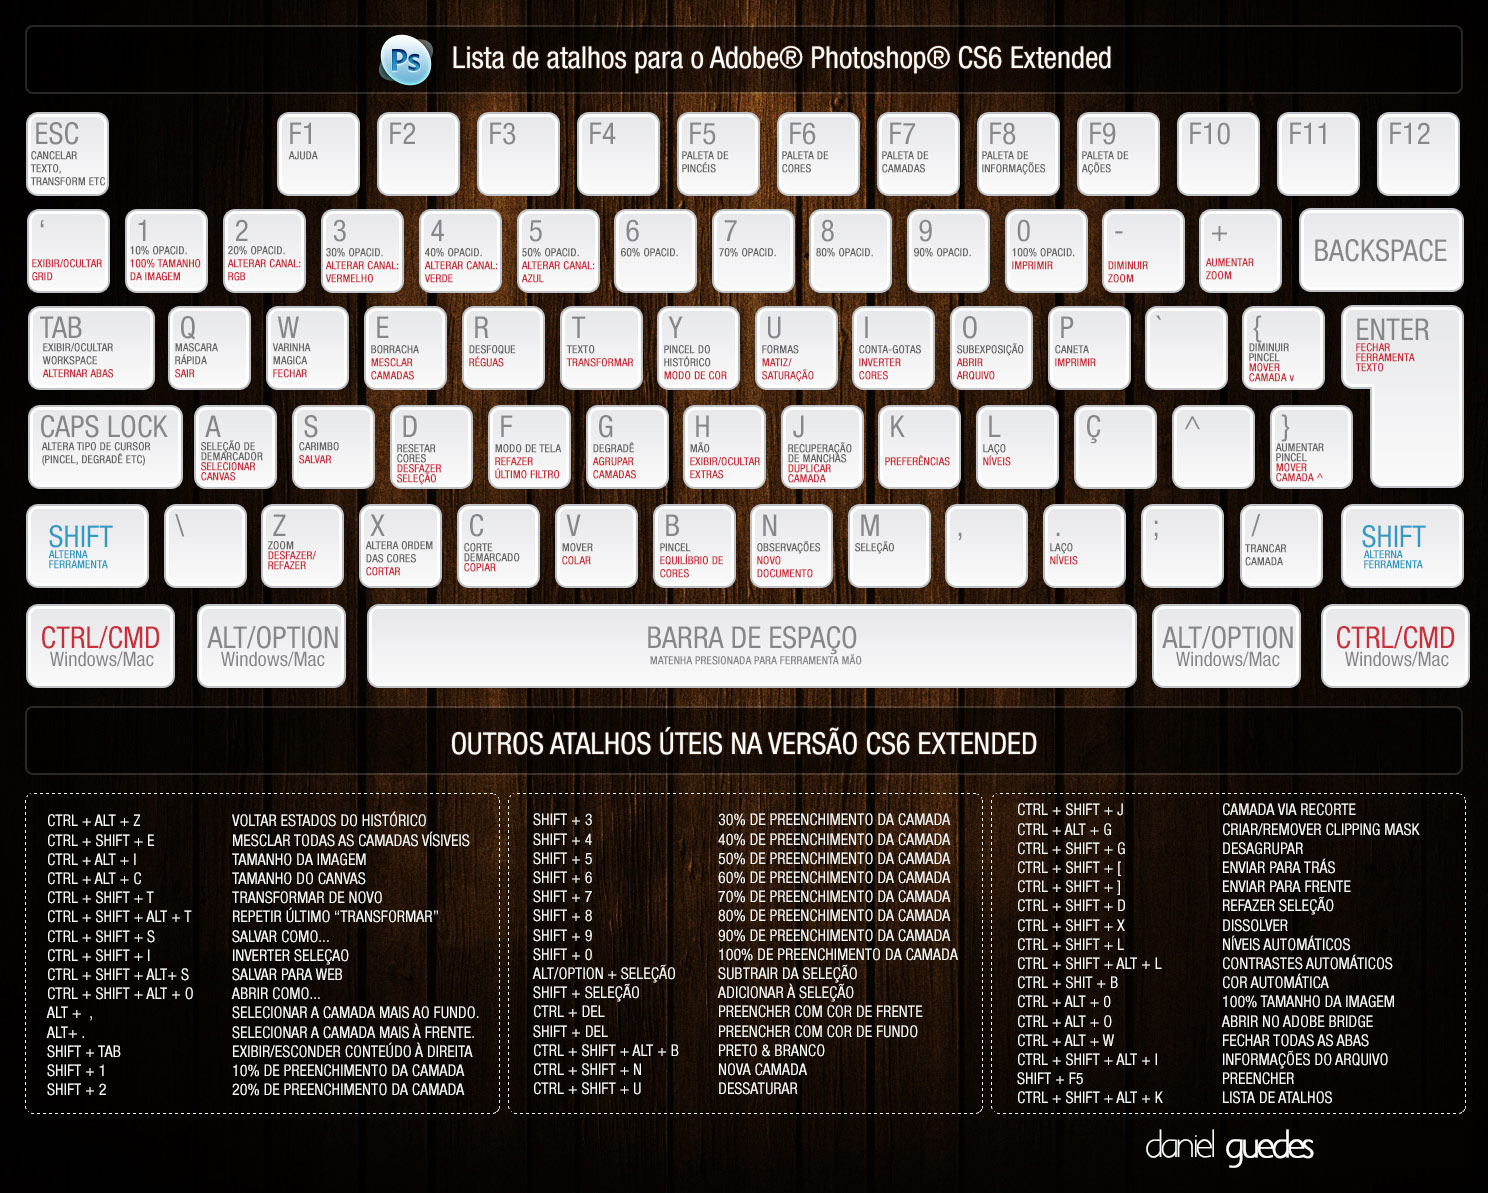 Ps Lista de atalhos para o Adobe® Photoshop® CS6 Extended
ESC
CANCELAR
TEXTO,
TRANSFORM ETC
F1
AJUDA
F2
F3
F4
F5
PALETA DE
PINCÉIS
F6
PALETA DE
CORES
F7
PALETA DE
CAMADAS
F8
PALETA DE
INFORMAÇÕES
F9
PALETA DE
AÇÕES
F10
F11
F12
‘
EXIBIR/OCULTAR
GRID
1
10% OPACID.
100% TAMANHO
DA IMAGEM
2
20% OPACID.
ALTERAR CANAL:
RGB
3
30% OPACID.
ALTERAR CANAL:
VERMELHO
4
40% OPACID.
ALTERAR CANAL:
VERDE
5
50% OPACID.
ALTERAR CANAL:
AZUL
6
60% OPACID.
7
70% OPACID.
8
80% OPACID.
9
90% OPACID.
0
100% OPACID.
IMPRIMIR
-
DIMINUIR
ZOOM
+
AUMENTAR
ZOOM
BACKSPACE
TAB
EXIBIR/OCULTAR
WORKSPACE
ALTERNAR ABAS
Q
MASCARA
RÁPIDA
SAIR
W
VARINHA
MAGICA
FECHAR
E
BORRACHA
MESCLAR
CAMADAS
R
DESFOQUE
RÉGUAS
T
TEXTO
TRANSFORMAR
Y
PINCEL DO
HISTÓRICO
MODO DE COR
U
FORMAS
MATIZ/
SATURAÇÃO
I
CONTA-GOTAS
INVERTER
CORES
O
SUBEXPOSIÇÃO
ABRIR
ARQUIVO
P
CANETA
IMPRIMIR
`
{
DIMINUIR
PINCEL
MOVER
CAMADA v
ENTER
FECHAR
FERRAMENTA
TEXTO
CAPS LOCK
ALTERA TIPO DE CURSOR
(PINCEL, DEGRADÊ ETC)
A
SELEÇÃO DE
DEMARCADOR
SELECIONAR
CANVAS
S
CARIMBO
SALVAR
D
RESETAR
CORES
DESFAZER
SELEÇÃO
F
MODO DE TELA
REFAZER
ÚLTIMO FILTRO
G
DEGRADÊ
AGRUPAR
CAMADAS
H
MÃO
EXIBIR/OCULTAR
EXTRAS
J
RECUPERAÇÃO
DE MANCHAS
DUPLICAR
CAMADA
K
PREFERÊNCIAS
L
LAÇO
NÍVEIS
Ç
^
}
AUMENTAR
PINCEL
MOVER
CAMADA ^
SHIFT
ALTERNA
FERRAMENTA
\
Z
ZOOM
DESFAZER/
REFAZER
X
ALTERA ORDEM
DAS CORES
CORTAR
C
CORTE
DEMARCADO
COPIAR
V
MOVER
COLAR
B
PINCEL
EQUILÍBRIO DE
CORES
N
OBSERVAÇÕES
NOVO
DOCUMENTO
M
SELEÇÃO
,
.
LAÇO
NÍVEIS
;
/
TRANCAR
CAMADA
SHIFT
ALTERNA
FERRAMENTA
CTRL/CMD
Windows/Mac
ALT/OPTION
Windows/Mac
BARRA DE ESPAÇO
MATENHA PRESIONADA PARA FERRAMENTA MÃO
ALT/OPTION
Windows/Mac
CTRL/CMD
Windows/Mac
OUTROS ATALHOS ÚTEIS NA VERSÃO CS6 EXTENDED
CTRL + ALT + Z VOLTAR ESTADOS DO HISTÓRICO
CTRL + SHIFT + E MESCLAR TODAS AS CAMADAS VÍSIVEIS
CTRL + ALT + I TAMANHO DA IMAGEM
CTRL + ALT + C TAMANHO DO CANVAS
CTRL + SHIFT + T TRANSFORMAR DE NOVO
CTRL + SHIFT + ALT + T REPETIR ÚLTIMO “TRANSFORMAR”
CTRL + SHIFT + S SALVAR COMO...
CTRL + SHIFT + I INVERTER SELEÇAO
CTRL + SHIFT + ALT+ S SALVAR PARA WEB
CTRL + SHIFT + ALT + O ABRIR COMO...
ALT + , SELECIONAR A CAMADA MAIS AO FUNDO.
ALT+ . SELECIONAR A CAMADA MAIS À FRENTE.
SHIFT + TAB EXIBIR/ESCONDER CONTEÚDO À DIREITA
SHIFT + 1 10% DE PREENCHIMENTO DA CAMADA
SHIFT + 2 20% DE PREENCHIMENTO DA CAMADA
SHIFT + 3 30% DE PREENCHIMENTO DA CAMADA
SHIFT + 4 40% DE PREENCHIMENTO DA CAMADA
SHIFT + 5 50% DE PREENCHIMENTO DA CAMADA
SHIFT + 6 60% DE PREENCHIMENTO DA CAMADA
SHIFT + 7 70% DE PREENCHIMENTO DA CAMADA
SHIFT + 8 80% DE PREENCHIMENTO DA CAMADA
SHIFT + 9 90% DE PREENCHIMENTO DA CAMADA
SHIFT + 0 100% DE PREENCHIMENTO DA CAMADA
ALT/OPTION + SELEÇÃO SUBTRAIR DA SELEÇÃO
SHIFT + SELEÇÃO ADICIONAR À SELEÇÃO
CTRL + DEL PREENCHER COM COR DE FRENTE
SHIFT + DEL PREENCHER COM COR DE FUNDO
CTRL + SHIFT + ALT + B PRETO & BRANCO
CTRL + SHIFT + N NOVA CAMADA
CTRL + SHIFT + U DESSATURAR
CTRL + SHIFT + J CAMADA VIA RECORTE
CTRL + ALT + G CRIAR/REMOVER CLIPPING MASK
CTRL + SHIFT + G DESAGRUPAR
CTRL + SHIFT + [ ENVIAR PARA TRÁS
CTRL + SHIFT + ] ENVIAR PARA FRENTE
CTRL + SHIFT + D REFAZER SELEÇÃO
CTRL + SHIFT + X DISSOLVER
CTRL + SHIFT + L NÍVEIS AUTOMÁTICOS
CTRL + SHIFT + ALT + L CONTRASTES AUTOMÁTICOS
CTRL + SHIT + B COR AUTOMÁTICA
CTRL + ALT + 0 100% TAMANHO DA IMAGEM
CTRL + ALT + O ABRIR NO ADOBE BRIDGE
CTRL + ALT + W FECHAR TODAS AS ABAS
CTRL + SHIFT + ALT + I INFORMAÇÕES DO ARQUIVO
SHIFT + F5 PREENCHER
CTRL + SHIFT + ALT + K LISTA DE ATALHOS
daniel guedes